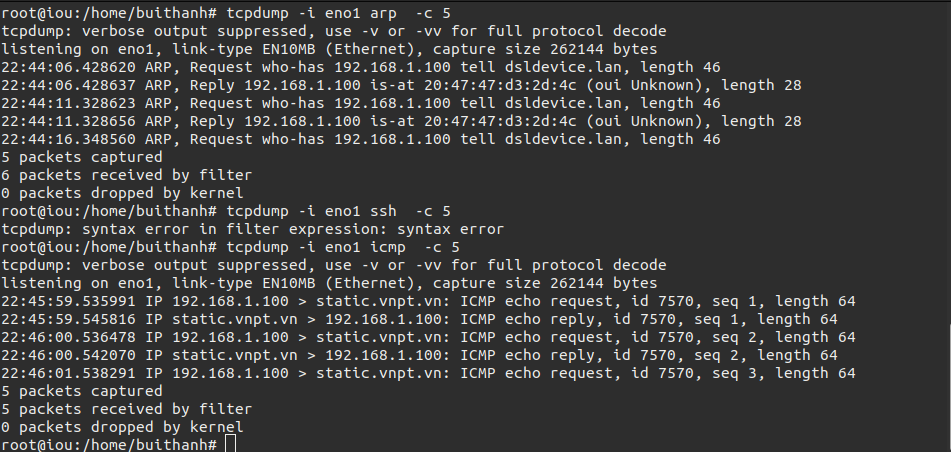 root@iou:/home/buithanh# tcpdump -i eno1 arp  -c 5
tcpdump: verbose output suppressed, use -v or -vv for full protocol decode
listening on eno1, link-type EN10MB (Ethernet), capture size 262144 bytes
22:44:06.428620 ARP, Request who-has 192.168.1.100 tell dsldevice.lan, length 46
22:44:06.428637 ARP, Reply 192.168.1.100 is-at 20:47:47:d3:2d:4c (oui Unknown), length 28
22:44:11.328623 ARP, Request who-has 192.168.1.100 tell dsldevice.lan, length 46
22:44:11.328656 ARP, Reply 192.168.1.100 is-at 20:47:47:d3:2d:4c (oui Unknown), length 28
22:44:16.348560 ARP, Request who-has 192.168.1.100 tell dsldevice.lan, length 46
5 packets captured
6 packets received by filter
0 packets dropped by kernel
root@iou:/home/buithanh# tcpdump -i eno1 ssh  -c 5
tcpdump: syntax error in filter expression: syntax error
root@iou:/home/buithanh# tcpdump -i eno1 icmp  -c 5
tcpdump: verbose output suppressed, use -v or -vv for full protocol decode
listening on eno1, link-type EN10MB (Ethernet), capture size 262144 bytes
22:45:59.535991 IP 192.168.1.100 > static.vnpt.vn: ICMP echo request, id 7570, seq 1, length 64
22:45:59.545816 IP static.vnpt.vn > 192.168.1.100: ICMP echo reply, id 7570, seq 1, length 64
22:46:00.536478 IP 192.168.1.100 > static.vnpt.vn: ICMP echo request, id 7570, seq 2, length 64
22:46:00.542070 IP static.vnpt.vn > 192.168.1.100: ICMP echo reply, id 7570, seq 2, length 64
22:46:01.538291 IP 192.168.1.100 > static.vnpt.vn: ICMP echo request, id 7570, seq 3, length 64
5 packets captured
5 packets received by filter
0 packets dropped by kernel
root@iou:/home/buithanh#